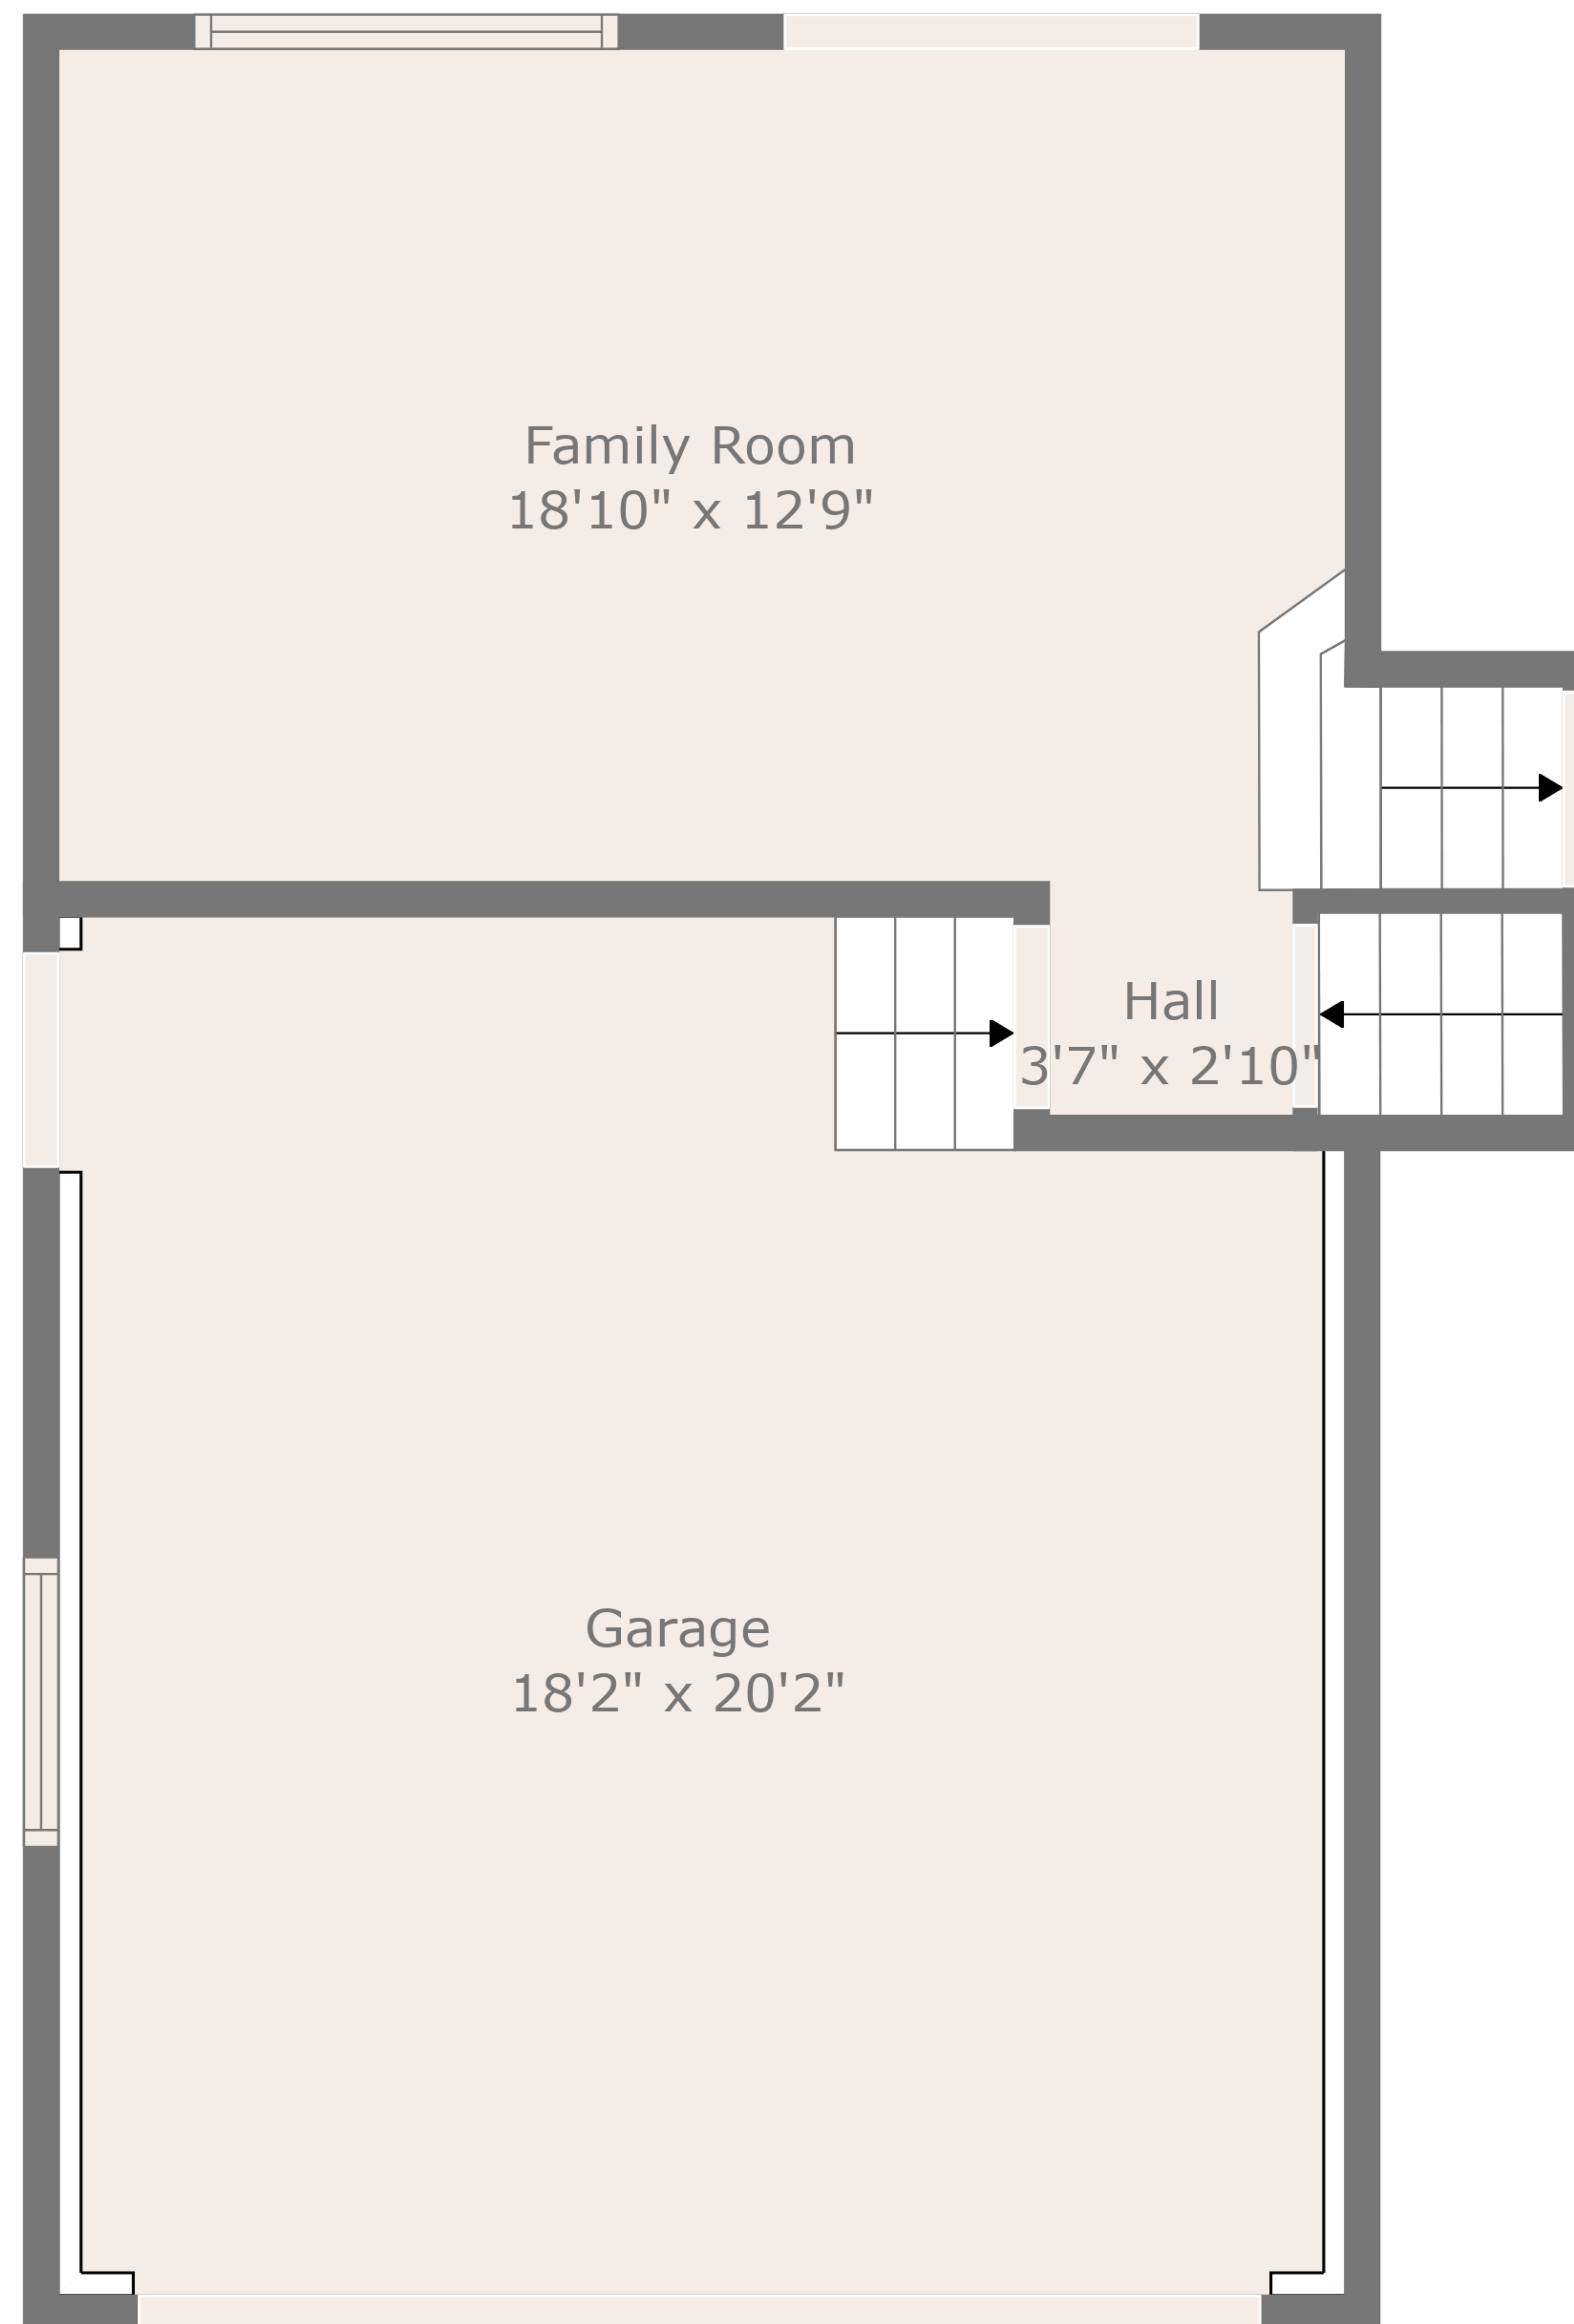 Family Room
18'10" x 12'9"
Hall
3'7" x 2'10"
Garage
18'2" x 20'2"